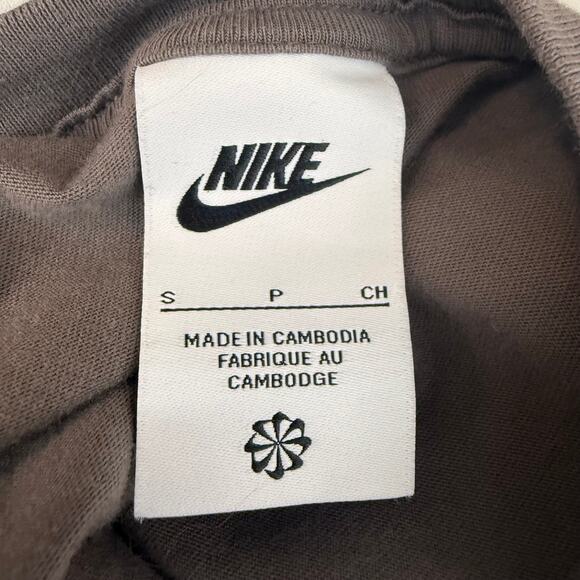 NIKE
S P CH
MADE IN CAMBODIA
FABRIQUE AU
CAMBODGE